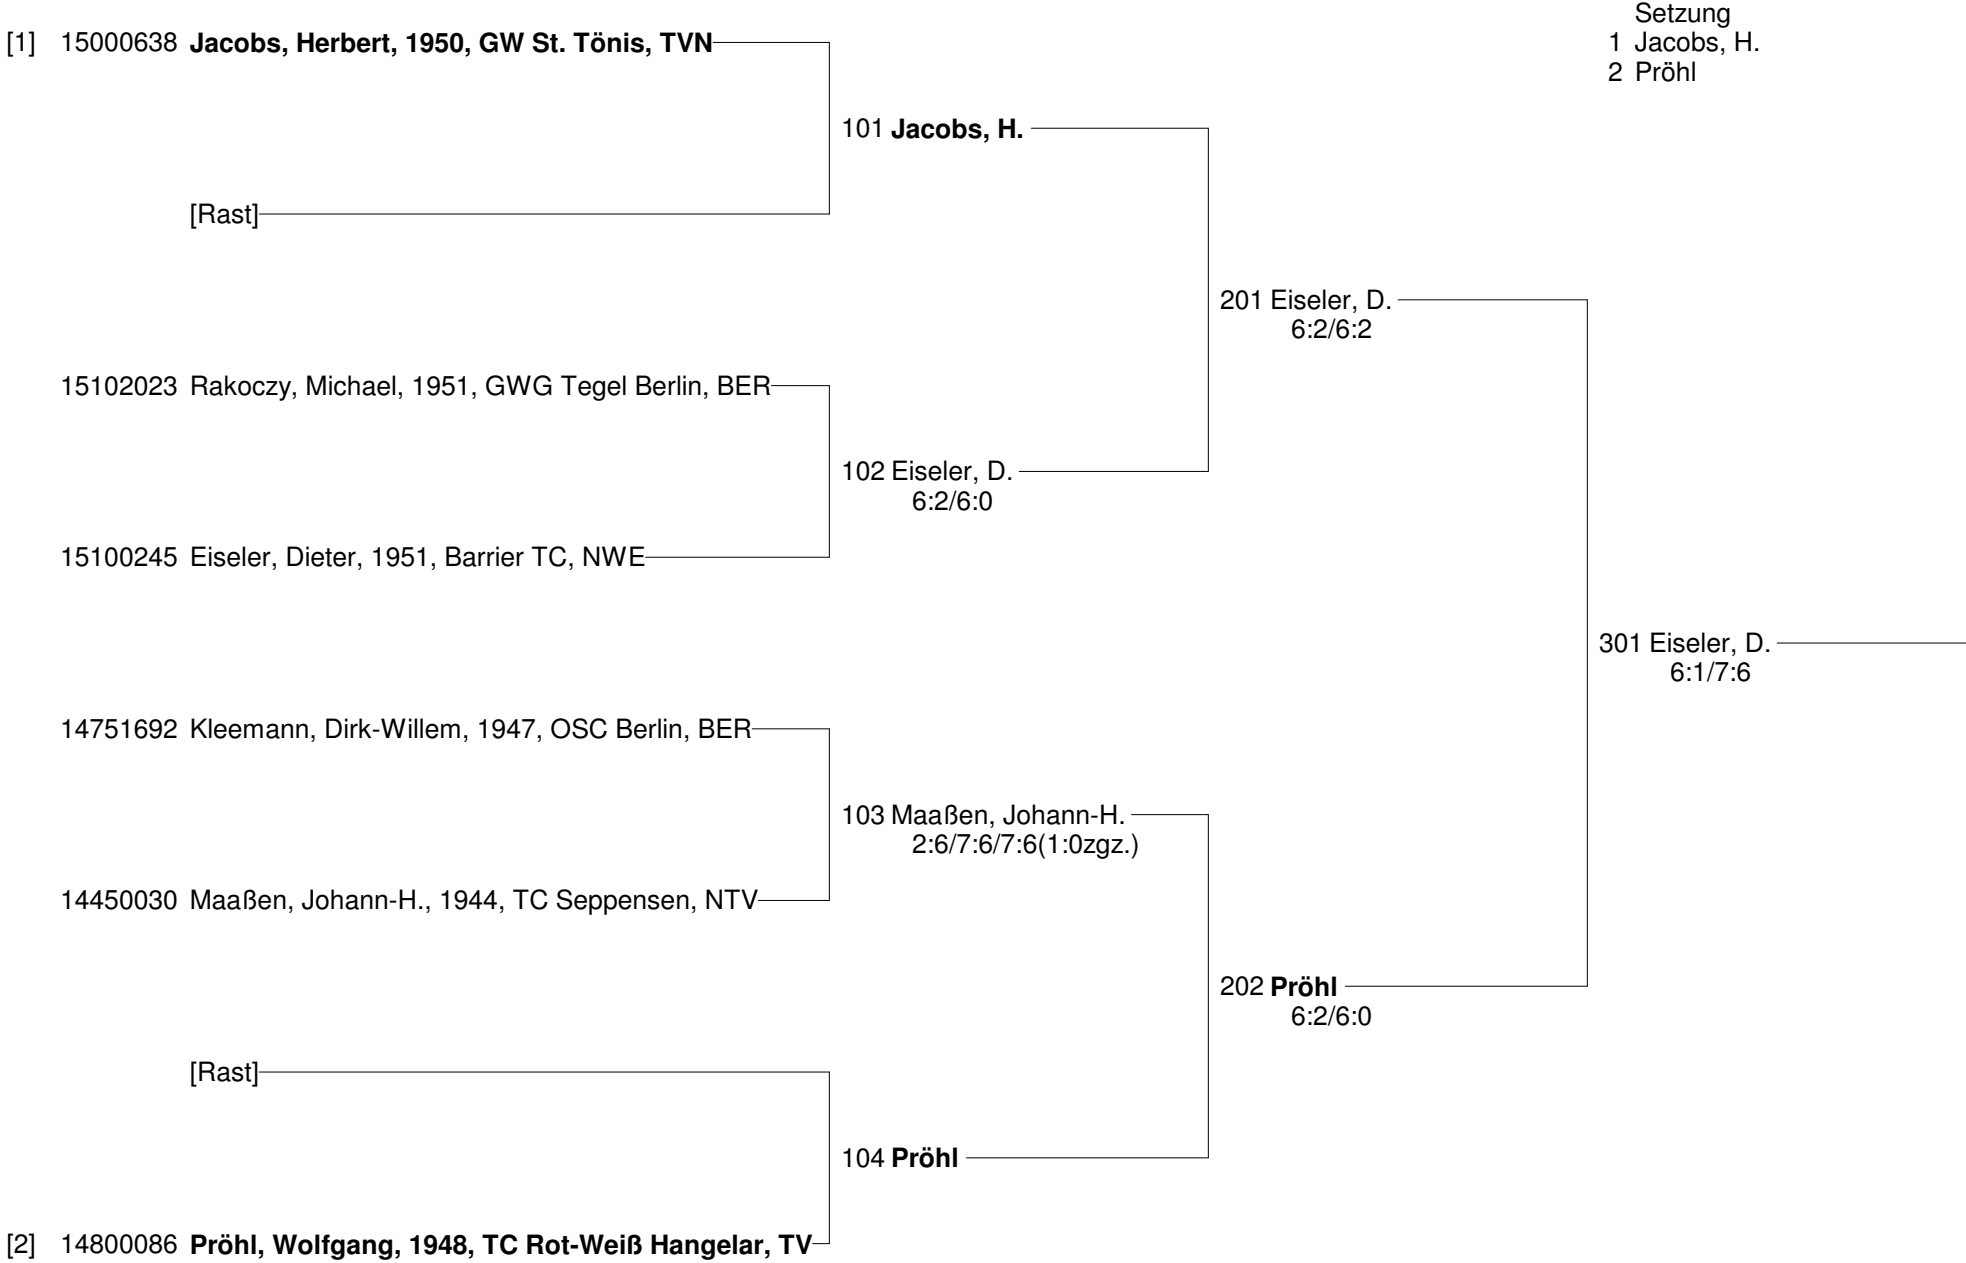 Setzung
[1] 15000638 Jacobs, Herbert, 1950, GW St. Tönis, TVN
1 Jacobs, H.
2 Pröhl
101 Jacobs, H.
[Rast]
201 Eiseler, D.
6:2/6:2
15102023 Rakoczy, Michael, 1951, GWG Tegel Berlin, BER
102 Eiseler, D.
6:2/6:0
15100245 Eiseler, Dieter, 1951, Barrier TC, NWE
301 Eiseler, D.
6:1/7:6
14751692 Kleemann, Dirk-Willem, 1947, OSC Berlin, BER
103 Maaßen, Johann-H.
2:6/7:6/7:6(1:0zgz.)
14450030 Maaßen, Johann-H., 1944, TC Seppensen, NTV
202 Pröhl
6:2/6:0
[Rast]
104 Pröhl
[2] 14800086 Pröhl, Wolfgang, 1948, TC Rot-Weiß Hangelar, TV